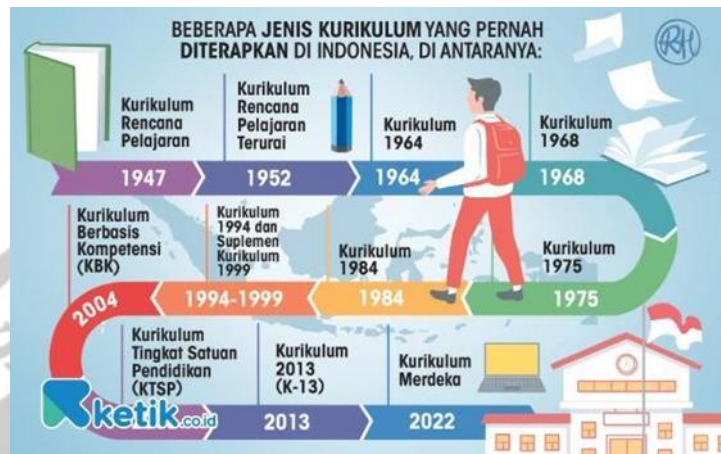 BEBERAPA JENIS KURIKULUM YANG PERNAH
DITERAPKAN DI INDONESIA, DI ANTARANYA:
RH
Kurikulum
Rencana
Pelajaran
Kurikulum
Rencana
Pelajaran
Terurai
Kurikulum
1964
Kurikulum
1968
1947
1952
1964
1968
Kurikulum
Berbasis
Kompetensi
(KBK)
Kurikulum
1994 dan
Suplemen
Kurikulum
1999
Kurikulum
1984
Kurikulum
1975
2004
1994-1999
1984
1975
Kurikulum
Tingkat Satuan
Pendidikan
(KTSP)
Kurikulum
2013
(K-13)
Kurikulum
Merdeka
ketik.co.id
2013
2022